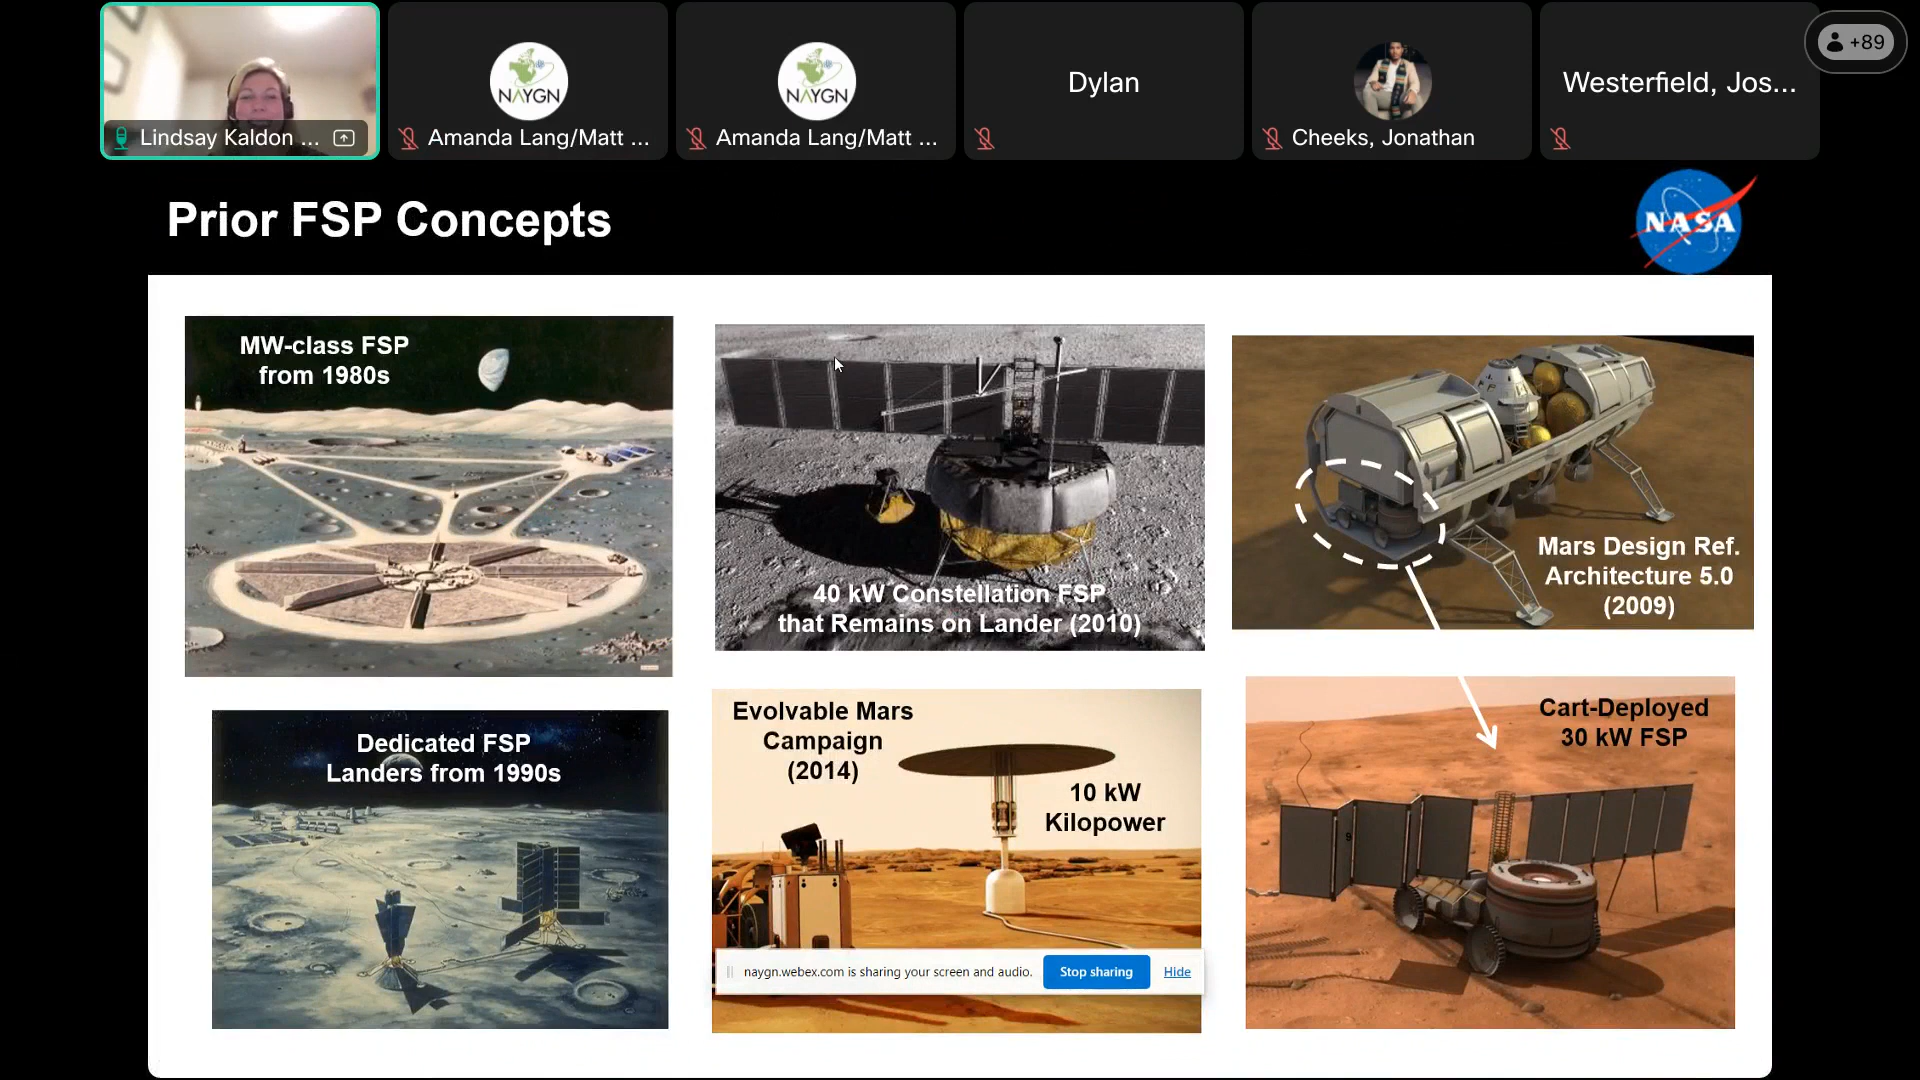 Lindsay Kaldon ...
NAYGN
Amanda Lang/Matt ...
NAYGN
Amanda Lang/Matt ...
Dylan
Cheeks, Jonathan
Westerfield, Jos...
+89
Prior FSP Concepts
NASA
MW-class FSP
from 1980s
40 kW Constellation FSP
that Remains on Lander (2010)
Mars Design Ref.
Architecture 5.0
(2009)
Dedicated FSP
Landers from 1990s
Evolvable Mars
Campaign
(2014)
10 kW
Kilopower
Cart-Deployed
30 kW FSP
naygn.webex.com is sharing your screen and audio.
Stop sharing
Hide